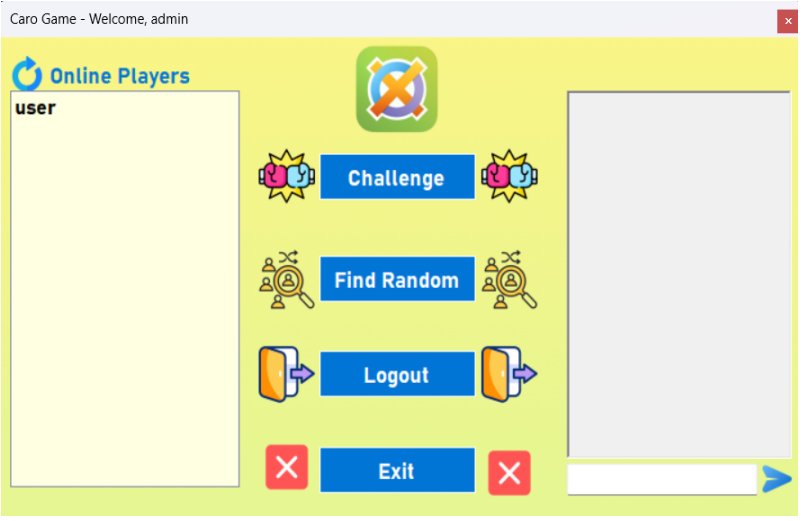 Caro Game - Welcome, admin
Online Players
user
Challenge
Find Random
Logout
Exit